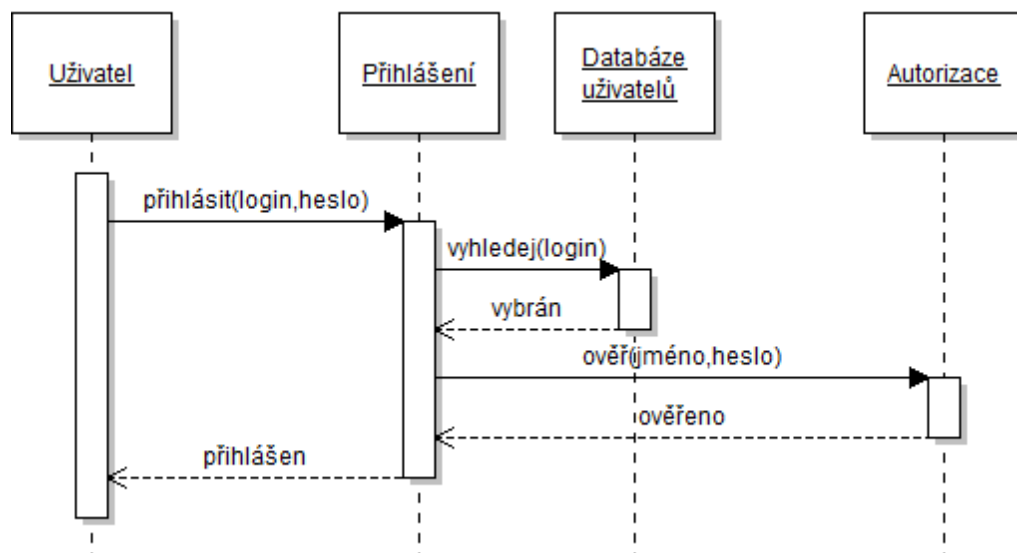 Uživatel
Přihlášení
Databáze
uživatelů
Autorizace
přihlásit(login,heslo)
vyhledej(login)
vybrán
ověř(jméno,heslo)
ověřeno
přihlášen